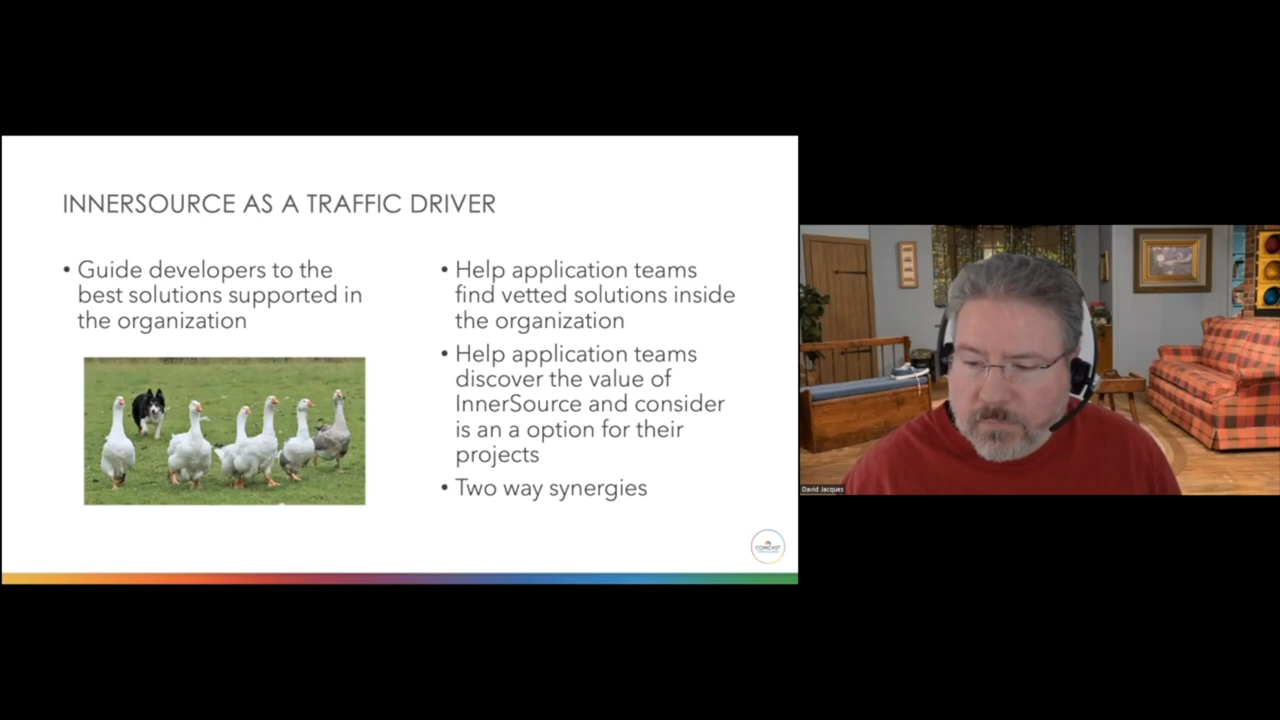 INNERSOURCE AS A TRAFFIC DRIVER
• Guide developers to the
best solutions supported in
the organization
• Help application teams
find vetted solutions inside
the organization
• Help application teams
discover the value of
InnerSource and consider
is an a option for their
projects
• Two way synergies
COMCAST
David Jacques